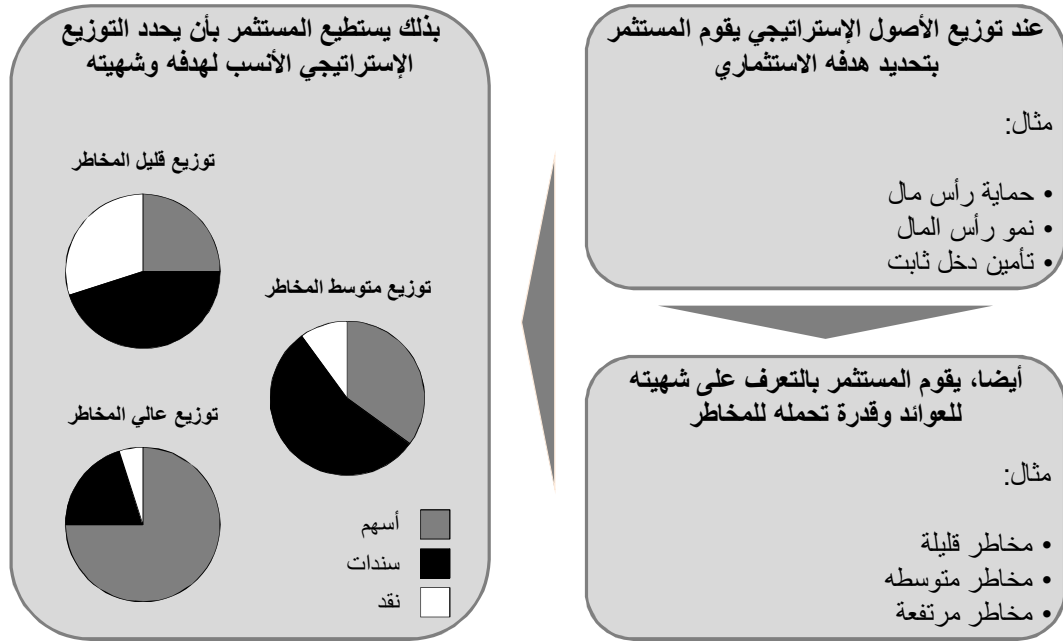 عند توزيع الأصول الإستراتيجي يقوم المستثمر
بتحديد هدفه الاستثماري
مثال:
• حماية رأس مال
• نمو رأس المال
• تأمين دخل ثابت
أيضا، يقوم المستثمر بالتعرف على شهيته
للعوائد وقدرة تحمله للمخاطر
مثال:
• مخاطر قليلة
• مخاطر متوسطه
• مخاطر مرتفعة
بذلك يستطيع المستثمر بأن يحدد التوزيع
الإستراتيجي الأنسب لهدفه وشهيته
توزيع قليل المخاطر
توزيع متوسط المخاطر
توزيع عالي المخاطر
أسهم
سندات
نقد